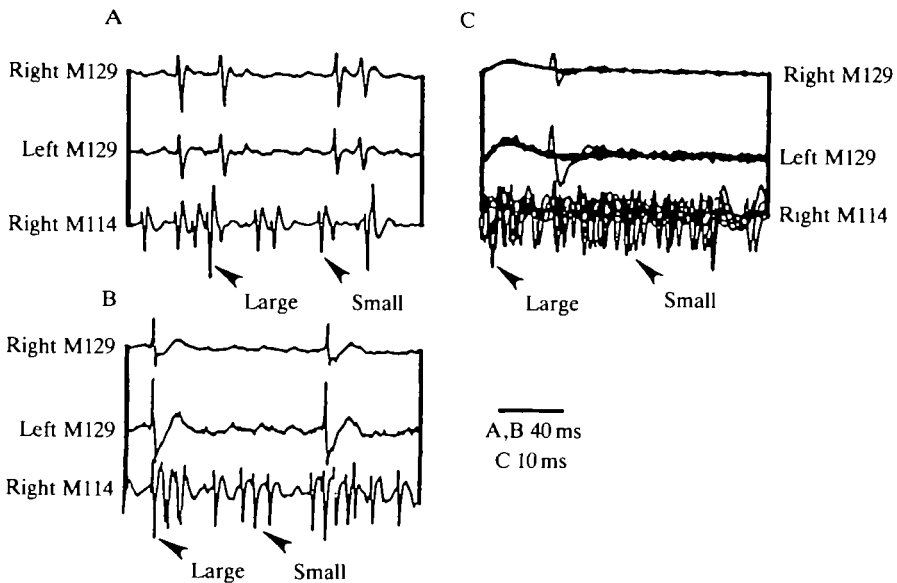 A
Right M129
Left M129
Right M114
Large
Small
B
Right M129
Left M129
Right M114
Large
Small
C
Right M129
Left M129
Right M114
Large
Small
A,B 40 ms
C 10 ms